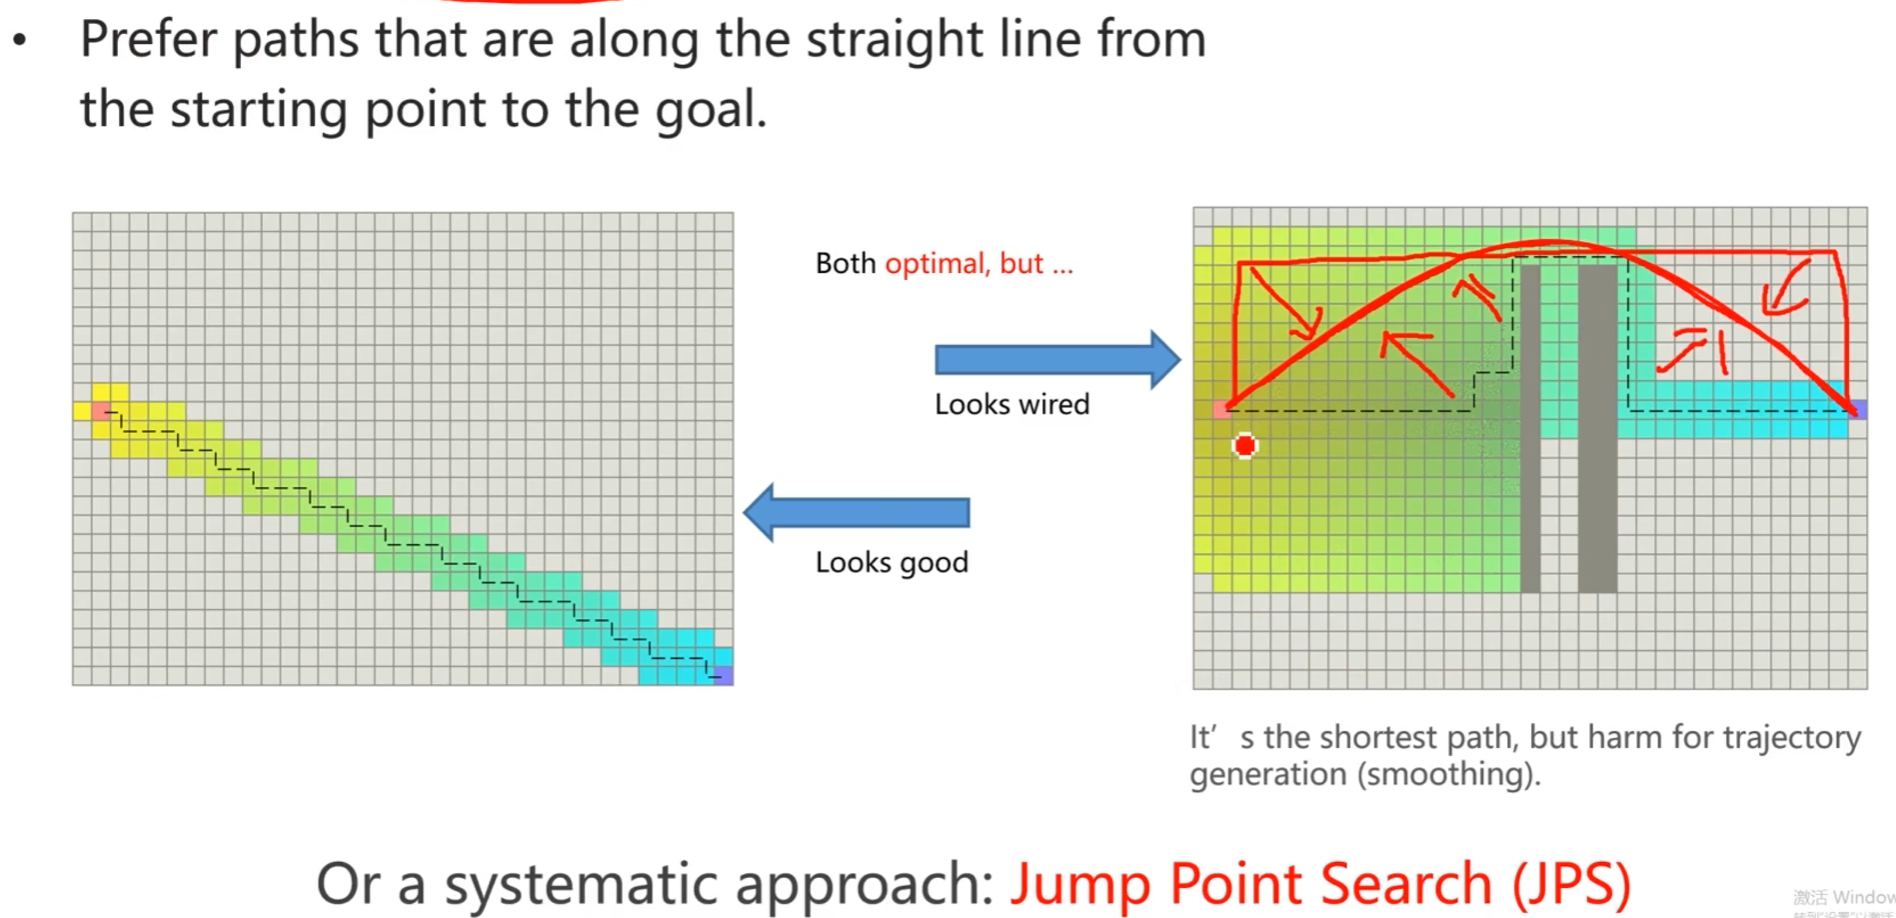 • Prefer paths that are along the straight line from
the starting point to the goal.
Both optimal, but ...
Looks wired
Looks good
It' s the shortest path, but harm for trajectory
generation (smoothing).
Or a systematic approach: Jump Point Search (JPS)
激活 Window